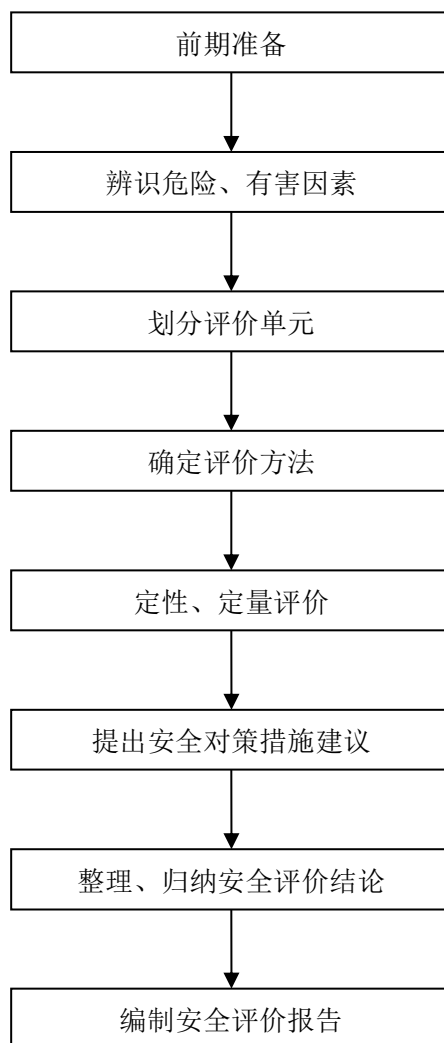 前期准备
辨识危险、有害因素
划分评价单元
确定评价方法
定性、定量评价
提出安全对策措施建议
整理、归纳安全评价结论
编制安全评价报告